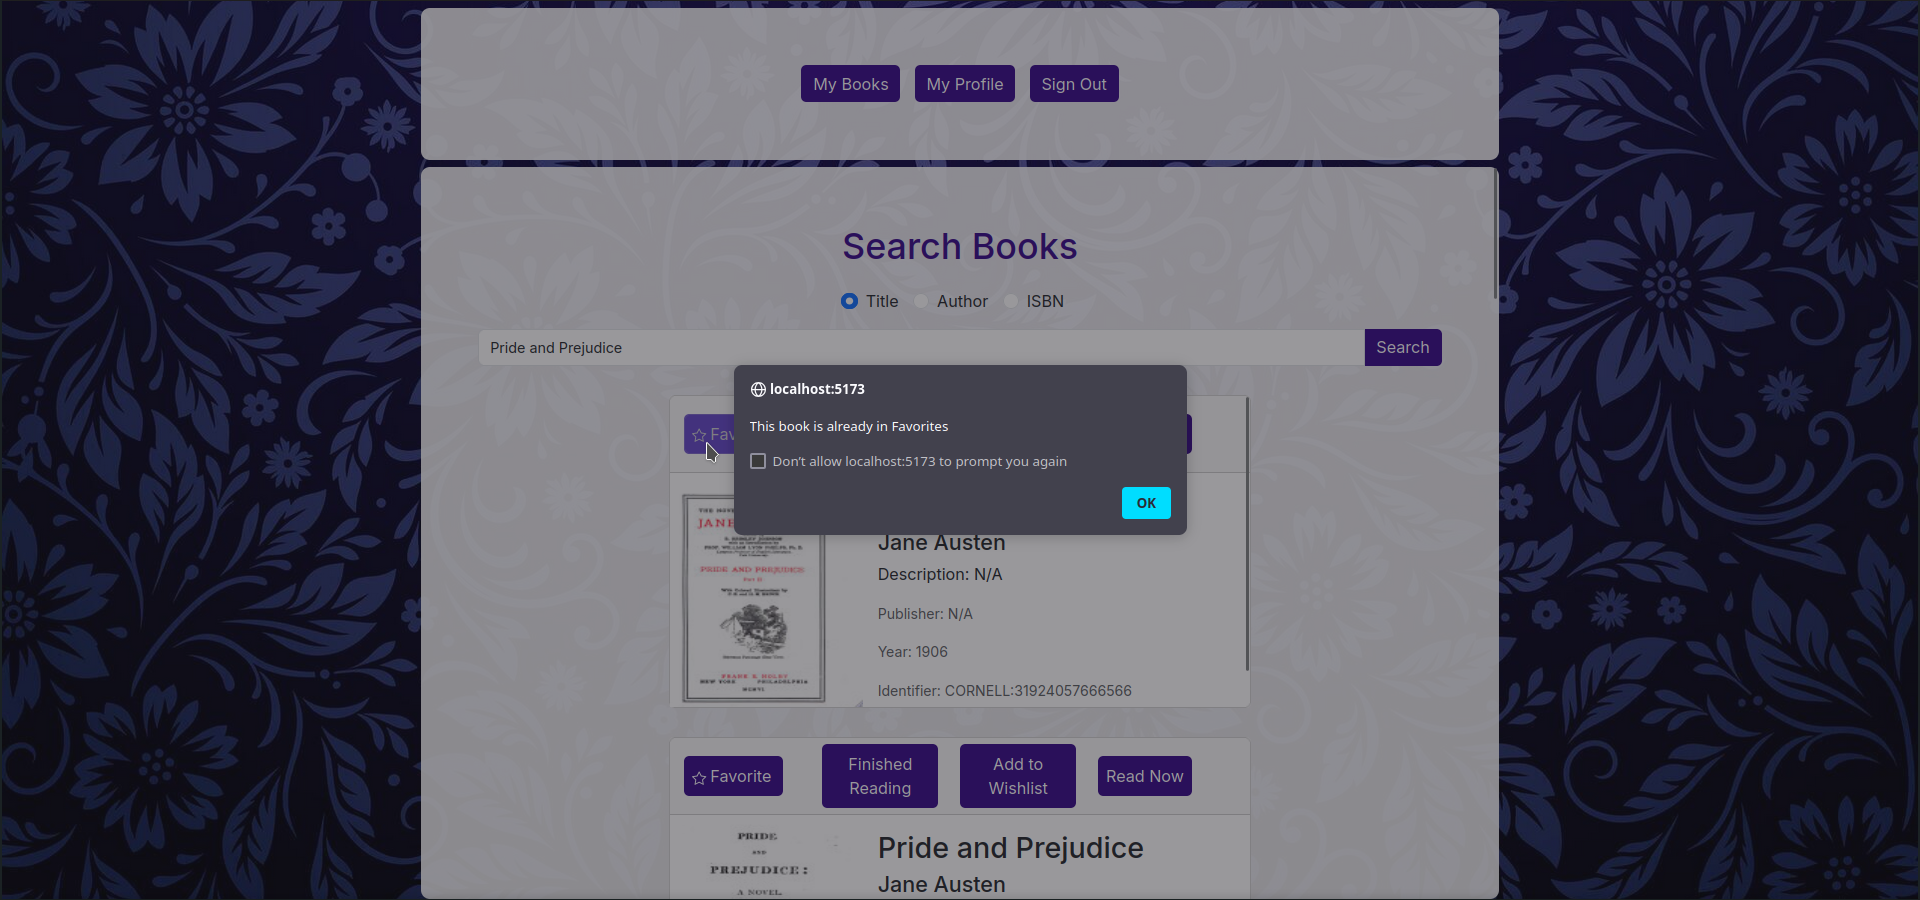 My Books My Profile Sign Out
Search Books
Title Author ISBN
Pride and Prejudice Search
localhost:5173
This book is already in Favorites
Don't allow localhost:5173 to prompt you again
OK
JANE
PRIDE AND PREJUDICE
Jane Austen
Description: N/A
Publisher: N/A
Year: 1906
Identifier: CORNELL:31924057666566
Favorite
Finished Reading
Add to Wishlist
Read Now
PRIDE
AND
PREJUDICE:
A NOVEL.
Pride and Prejudice
Jane Austen